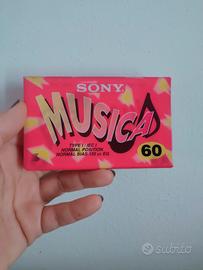 SONY
MUSICA
TYPE I / IEC I
NORMAL POSITION
NORMAL BIAS 120 µs EQ
60
subito